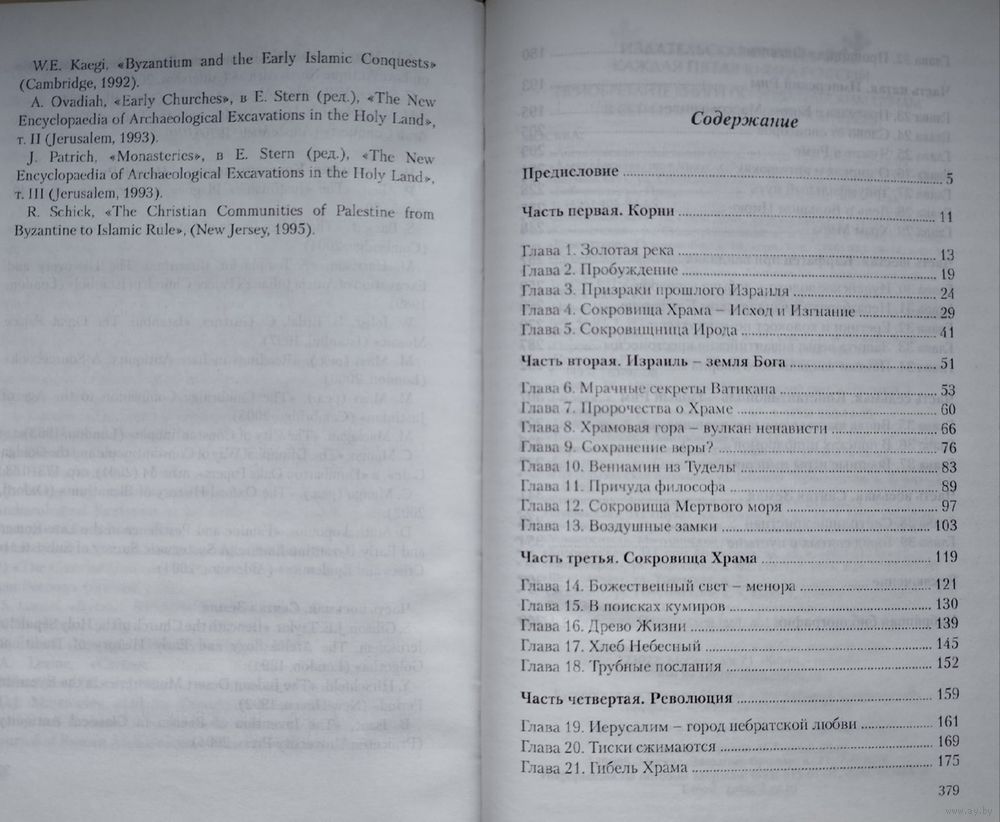 W.E. Kaegi, «Byzantium and the Early Islamic Conquests»
(Cambridge, 1992).
A. Ovadiah, «Early Churches», в E. Stern (ред.), «The New
Encyclopaedia of Archaeological Excavations in the Holy Land»,
т. II (Jerusalem, 1993).
J. Patrich, «Monasteries», в E. Stern (ред.), «The New
Encyclopaedia of Archaeological Excavations in the Holy Land»,
т. III (Jerusalem, 1993).
R. Schick, «The Christian Communities of Palestine from
Byzantine to Islamic Rule», (New Jersey, 1995).
Содержание
Предисловие 5
Часть первая. Корни 11
Глава 1. Золотая река 13
Глава 2. Пробуждение 19
Глава 3. Призраки прошлого Израиля 24
Глава 4. Сокровища Храма – Исход и Изгнание 29
Глава 5. Сокровищница Ирода 41
Часть вторая. Израиль – земля Бога 51
Глава 6. Мрачные секреты Ватикана 53
Глава 7. Пророчества о Храме 60
Глава 8. Храмовая гора – вулкан ненависти 66
Глава 9. Сохранение веры? 76
Глава 10. Вениамин из Туделы 83
Глава 11. Причуда философа 89
Глава 12. Сокровища Мертвого моря 97
Глава 13. Воздушные замки 103
Часть третья. Сокровища Храма 119
Глава 14. Божественный свет – менора 121
Глава 15. В поисках кумиров 130
Глава 16. Древо Жизни 139
Глава 17. Хлеб Небесный 145
Глава 18. Трубные послания 152
Часть четвертая. Революция 159
Глава 19. Иерусалим – город небратской любви 161
Глава 20. Тиски сжимаются 169
Глава 21. Гибель Храма 175
379
www.ay.by